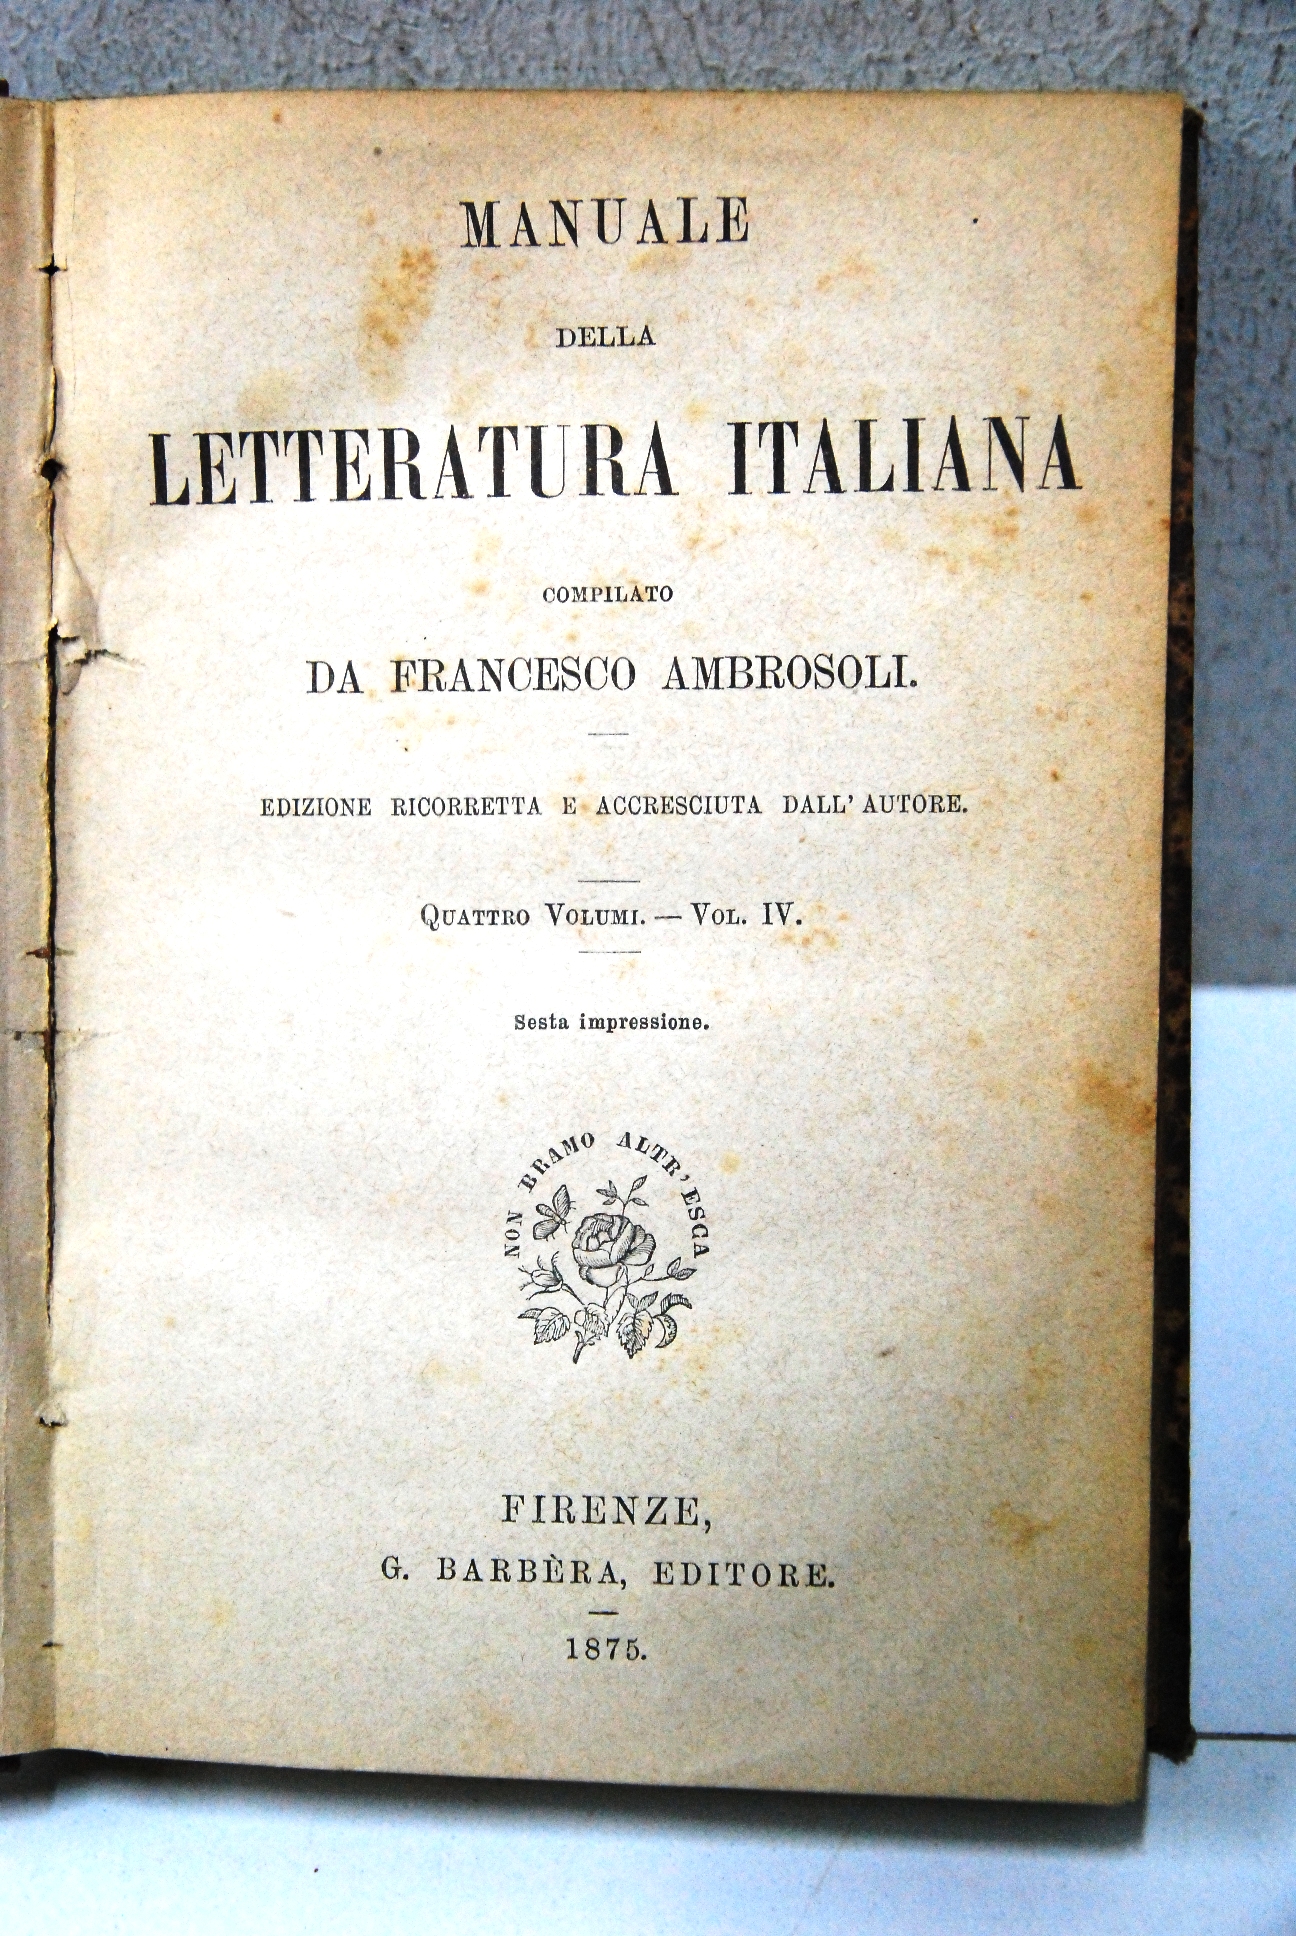 MANUALE
DELLA
LETTERATURA ITALIANA
COMPILATO
DA FRANCESCO AMBROSOLI.
EDIZIONE RICORRETTA E ACCRESCIUTA DALL' AUTORE.
QUATTRO VOLUMI. — VOL. IV.
Sesta impressione.
NON BRAMO ALTR' ESCA
FIRENZE,
G. BARBÈRA, EDITORE.
1875.